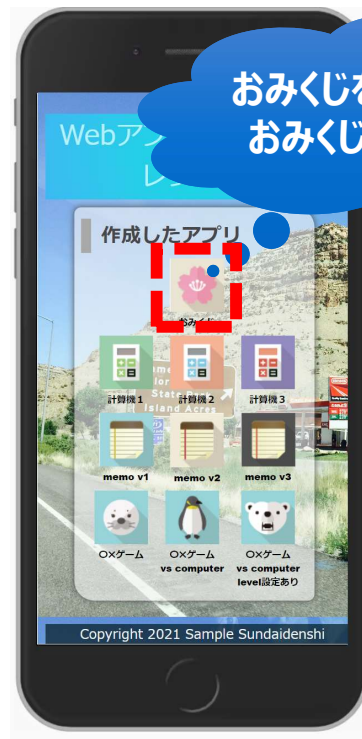 おみくじを
おみくじ
Webア
レ
作成したアプリ
おみくじ
計算機1
計算機2
計算機3
Island Acres
memo v1
memo v2
memo v3
○×ゲーム
○×ゲーム
vs computer
○×ゲーム
vs computer
level設定あり
Copyright 2021 Sample Sundaidenshi